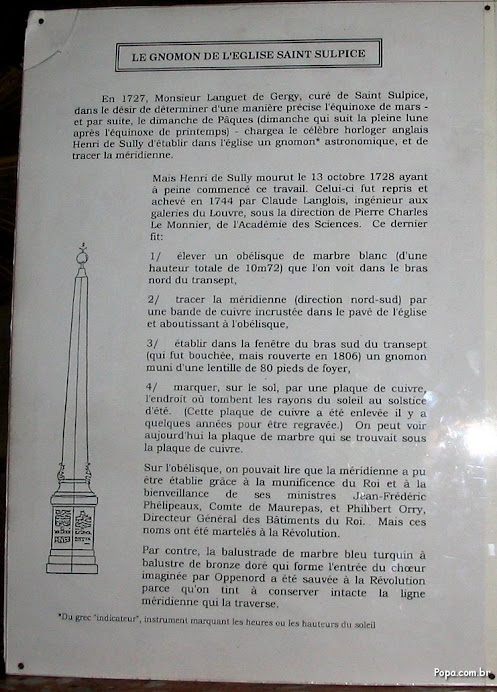 LE GNOMON DE L'EGLISE SAINT SULPICE
En 1727, Monsieur Languet de Gergy, curé de Saint Sulpice,
dans le désir de déterminer d'une manière précise l'équinoxe de mars -
et par suite, le dimanche de Pâques (dimanche qui suit la pleine lune
après l'équinoxe de printemps) - chargea le célèbre horloger anglais
Henri de Sully d'établir dans l'église un gnomon* astronomique, et de
tracer la méridienne.
Mais Henri de Sully mourut le 13 octobre 1728 ayant
à peine commencé ce travail. Celui-ci fut repris et
achevé en 1744 par Claude Langlois, ingénieur aux
galeries du Louvre, sous la direction de Pierre Charles
Le Monnier, de l'Académie des Sciences. Ce dernier
fit:
1/ élever un obélisque de marbre blanc (d'une
hauteur totale de 10m72) que l'on voit dans le bras
nord du transept,
2/ tracer la méridienne (direction nord-sud) par
une bande de cuivre incrustée dans le pavé de l'église
et aboutissant à l'obélisque,
3/ établir dans la fenêtre du bras sud du transept
(qui fut bouchée, mais rouverte en 1806) un gnomon
muni d'une lentille de 80 pieds de foyer,
4/ marquer, sur le sol, par une plaque de cuivre,
l'endroit où tombent les rayons du soleil au solstice
d'été. (Cette plaque de cuivre a été enlevée il y a
quelques années pour être regravée.) On peut voir
aujourd'hui la plaque de marbre qui se trouvait sous
la plaque de cuivre.
Sur l'obélisque, on pouvait lire que la méridienne a pu
être établie grâce à la munificence du Roi et à la
bienveillance de ses ministres Jean-Frédéric
Phélipeaux, Comte de Maurepas, et Philibert Orry,
Directeur Général des Bâtiments du Roi. Mais ces
noms ont été martelés à la Révolution.
Par contre, la balustrade de marbre bleu turquin à
balustre de bronze doré qui forme l'entrée du chœur
imaginée par Oppenord a été sauvée à la Révolution
parce qu'on tint à conserver intacte la ligne
méridienne qui la traverse.
*Du grec "indicateur", instrument marquant les heures ou les hauteurs du soleil
Popa.com.br